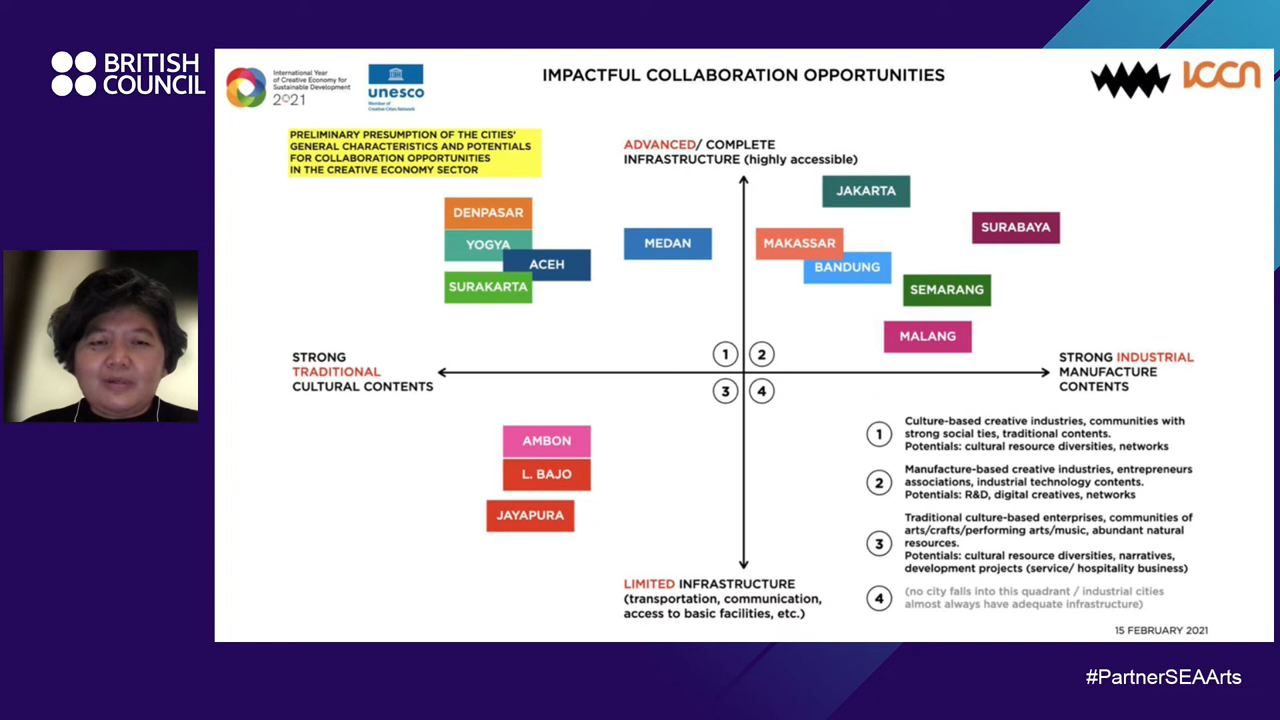 BRITISH
COUNCIL
International Year
of Creative Economy for
Sustainable Development
2021
unesco
Member of
Creative Cities Network
IMPACTFUL COLLABORATION OPPORTUNITIES
ICCN
PRELIMINARY PRESUMPTION OF THE CITIES'
GENERAL CHARACTERISTICS AND POTENTIALS
FOR COLLABORATION OPPORTUNITIES
IN THE CREATIVE ECONOMY SECTOR
ADVANCED/ COMPLETE
INFRASTRUCTURE (highly accessible)
DENPASAR
YOGYA
ACEH
SURAKARTA
MEDAN
JAKARTA
SURABAYA
MAKASSAR
BANDUNG
SEMARANG
MALANG
1
2
3
4
STRONG
TRADITIONAL
CULTURAL CONTENTS
STRONG INDUSTRIAL
MANUFACTURE
CONTENTS
AMBON
L. BAJO
JAYAPURA
LIMITED INFRASTRUCTURE
(transportation, communication,
access to basic facilities, etc.)
1
Culture-based creative industries, communities with
strong social ties, traditional contents.
Potentials: cultural resource diversities, networks
2
Manufacture-based creative industries, entrepreneurs
associations, industrial technology contents.
Potentials: R&D, digital creatives, networks
3
Traditional culture-based enterprises, communities of
arts/crafts/performing arts/music, abundant natural
resources.
Potentials: cultural resource diversities, narratives,
development projects (service/ hospitality business)
4
(no city falls into this quadrant / industrial cities
almost always have adequate infrastructure)
15 FEBRUARY 2021
#PartnerSEAArts